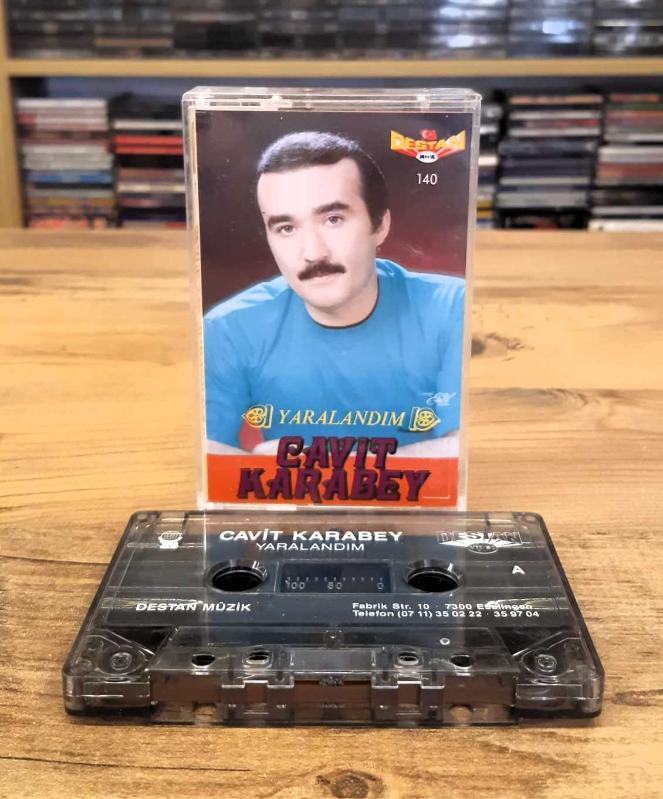 DESTAN
MÜZİK
140
YARALANDIM
CAVIT
KARABEY
CAVİT KARABEY
YARALANDIM
DESTAN
A
100 50
DESTAN MÜZİK
Fabrik Str. 10 · 7300 Esslingen
Telefon (07 11) 35 02 22 · 35 97 04